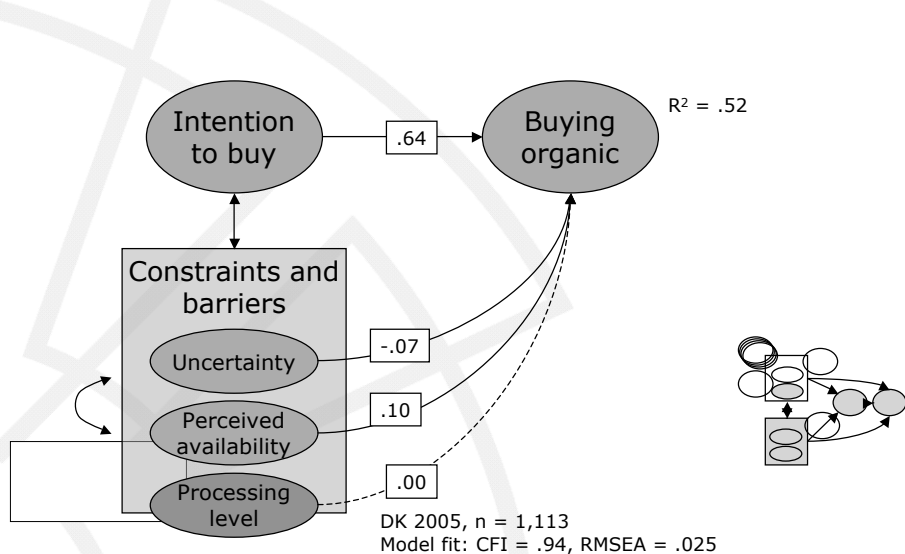 Intention
to buy
.64
Buying
organic
R² = .52
Constraints and
barriers
Uncertainty
-.07
Perceived
availability
.10
Processing
level
.00
DK 2005, n = 1,113
Model fit: CFI = .94, RMSEA = .025